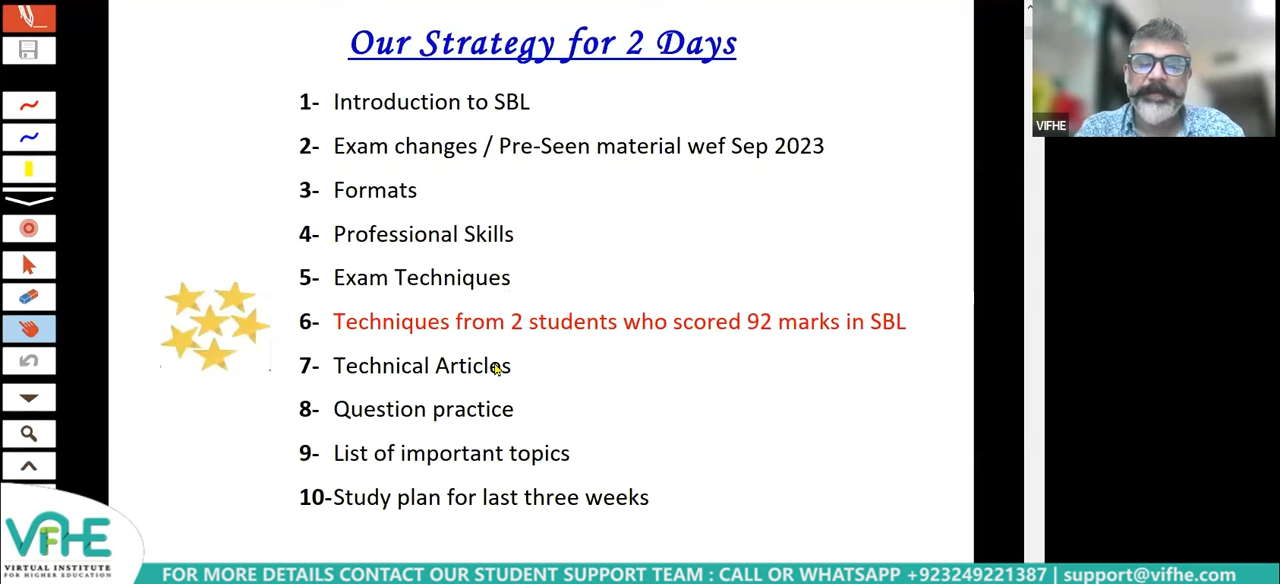 Our Strategy for 2 Days
1- Introduction to SBL
2- Exam changes / Pre-Seen material wef Sep 2023
3- Formats
4- Professional Skills
5- Exam Techniques
6- Techniques from 2 students who scored 92 marks in SBL
7- Technical Articles
8- Question practice
9- List of important topics
10-Study plan for last three weeks
VIFHE
VIFHE
VIRTUAL INSTITUTE
FOR HIGHER EDUCATION
FOR MORE DETAILS CONTACT OUR STUDENT SUPPORT TEAM : CALL OR WHATSAPP +923249221387 | support@vifhe.com